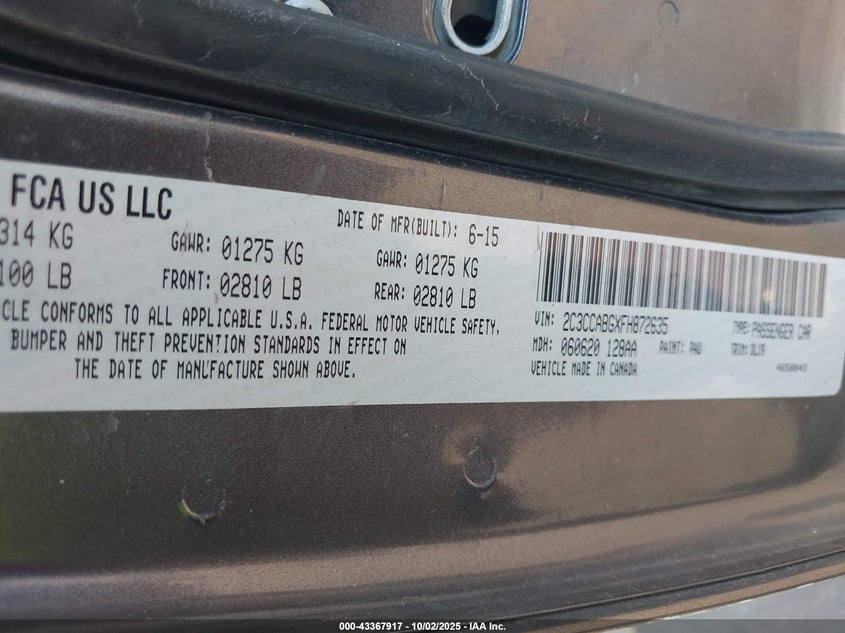 FCA US LLC
DATE OF MFR(BUILT): 6-15
314 KG GAWR: 01275 KG GAWR: 01275 KG
100 LB FRONT: 02810 LB REAR: 02810 LB
CLE CONFORMS TO ALL APPLICABLE U.S.A. FEDERAL MOTOR VEHICLE SAFETY,
BUMPER AND THEFT PREVENTION STANDARDS IN EFFECT ON
THE DATE OF MANUFACTURE SHOWN ABOVE.
VIN: 2C3CCABGXFH872635 TYPE: PASSENGER CAR
MDH: 060620 128AA PAINT: PAU TRIM: DLX9
VEHICLE MADE IN CANADA
000-43367917 - 10/02/2025 - IAA Inc.